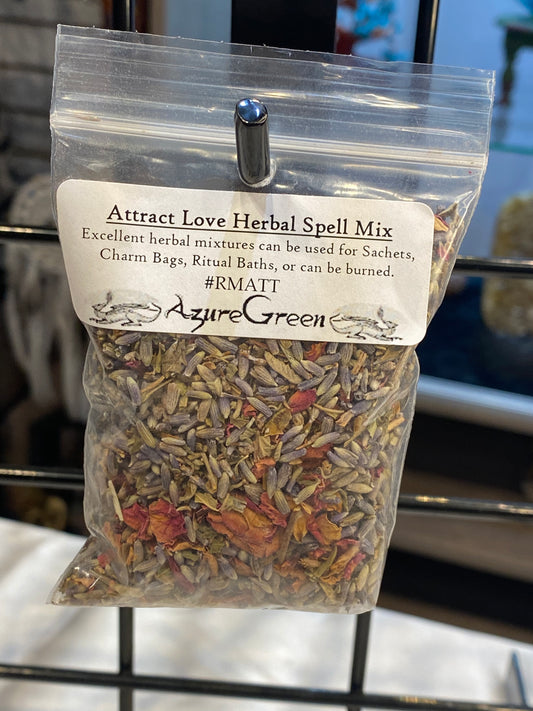 Attract Love Herbal Spell Mix
Excellent herbal mixtures can be used for Sachets,
Charm Bags, Ritual Baths, or can be burned.
#RMATT
AzureGreen